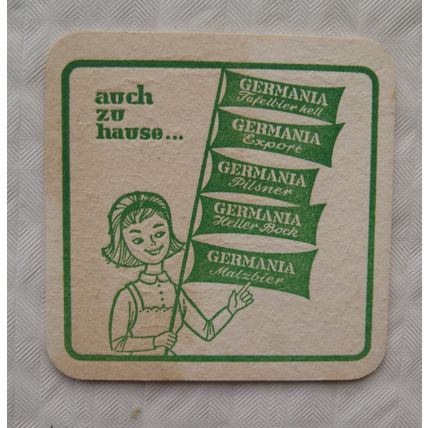 auch
zu
hause...
GERMANIA
Tafelbier hell
GERMANIA
Export
GERMANIA
Pilsner
GERMANIA
Heller Bock
GERMANIA
Malzbier